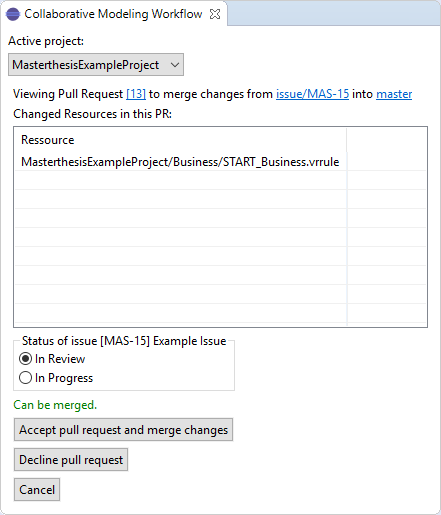 Collaborative Modeling Workflow
Active project:
MasterthesisExampleProject
Viewing Pull Request [13] to merge changes from issue/MAS-15 into master
Changed Resources in this PR:
Ressource
MasterthesisExampleProject/Business/START_Business.vrrule
Status of issue [MAS-15] Example Issue
In Review
In Progress
Can be merged.
Accept pull request and merge changes
Decline pull request
Cancel